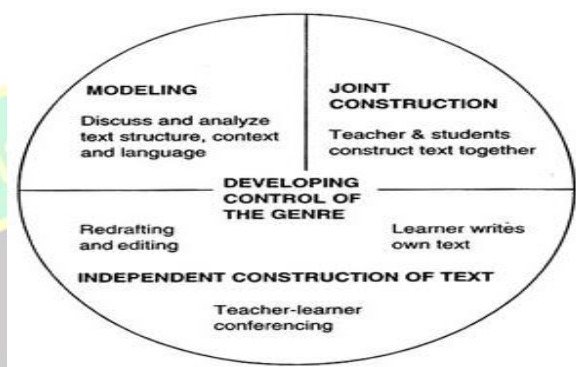 MODELING
Discuss and analyze
text structure, context
and language
JOINT
CONSTRUCTION
Teacher & students
construct text together
DEVELOPING
CONTROL OF
THE GENRE
Redrafting
and editing
Learner writes
own text
INDEPENDENT CONSTRUCTION OF TEXT
Teacher-learner
conferencing